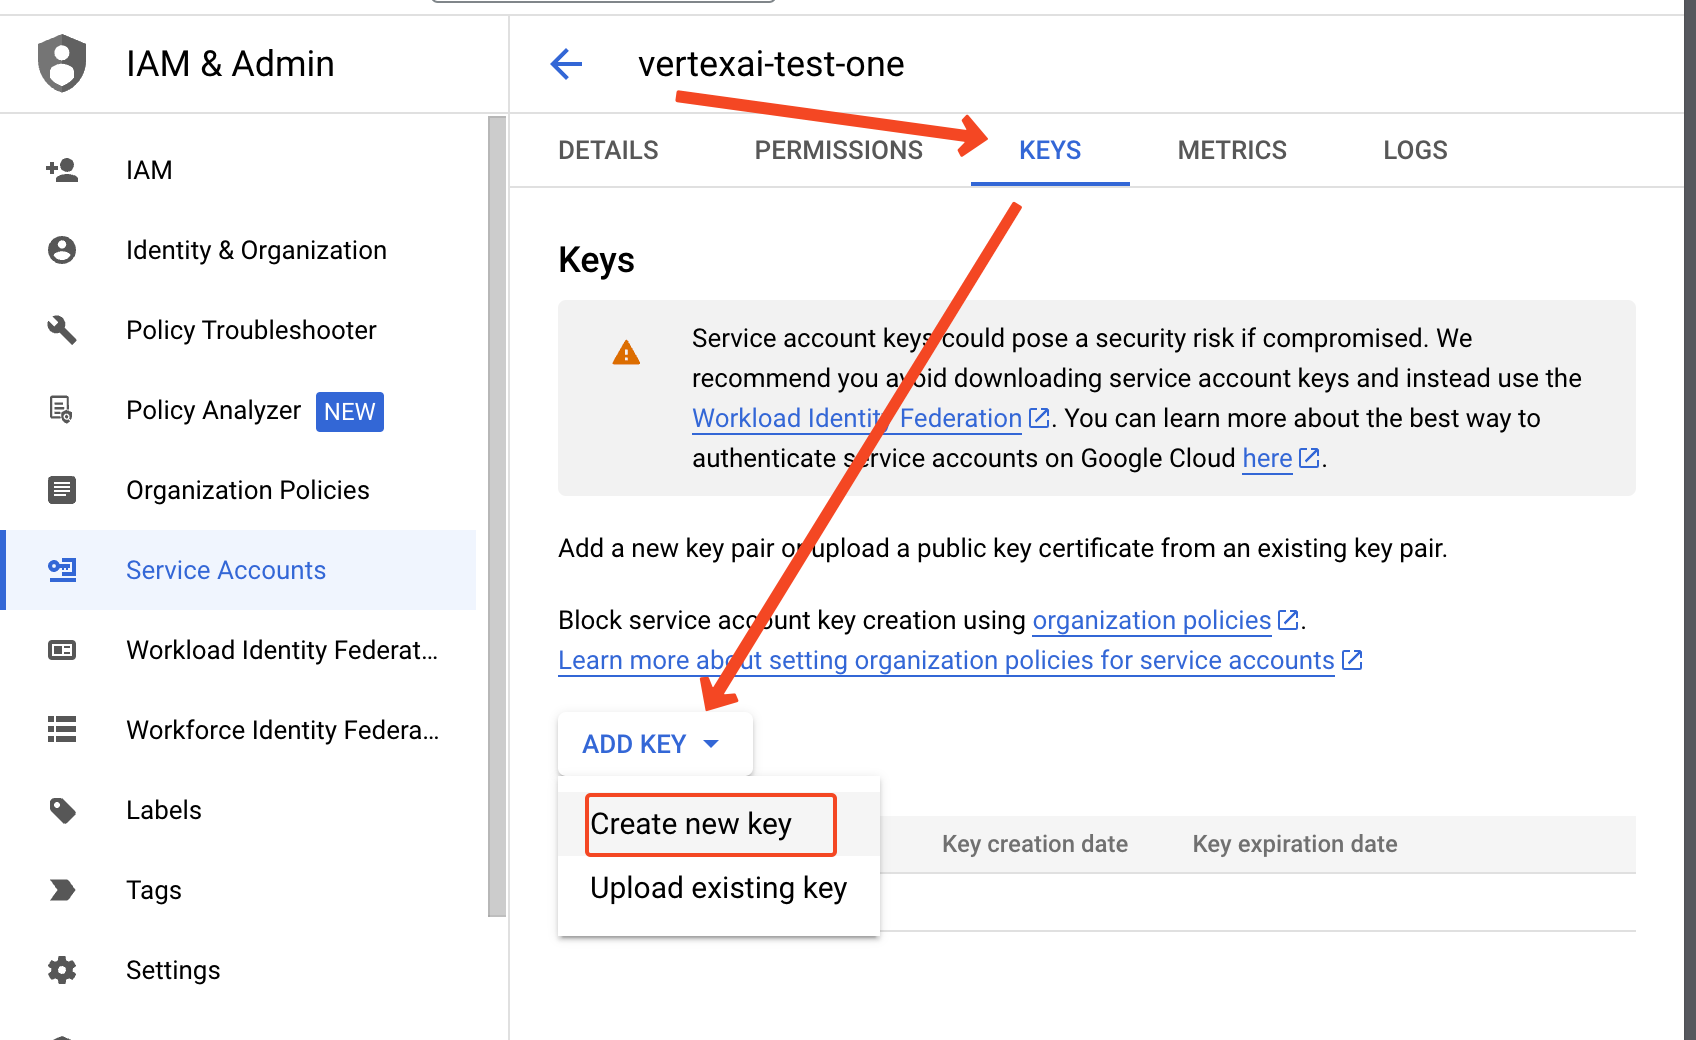 IAM & Admin
vertexai-test-one
DETAILS
PERMISSIONS
KEYS
METRICS
LOGS
IAM
Identity & Organization
Policy Troubleshooter
Policy Analyzer NEW
Organization Policies
Service Accounts
Workload Identity Federat...
Workforce Identity Federa...
Labels
Tags
Settings
Keys
Service account keys could pose a security risk if compromised. We
recommend you avoid downloading service account keys and instead use the
Workload Identity Federation. You can learn more about the best way to
authenticate service accounts on Google Cloud here.
Add a new key pair or upload a public key certificate from an existing key pair.
Block service account key creation using organization policies.
Learn more about setting organization policies for service accounts
ADD KEY
Create new key
Upload existing key
Key creation date
Key expiration date